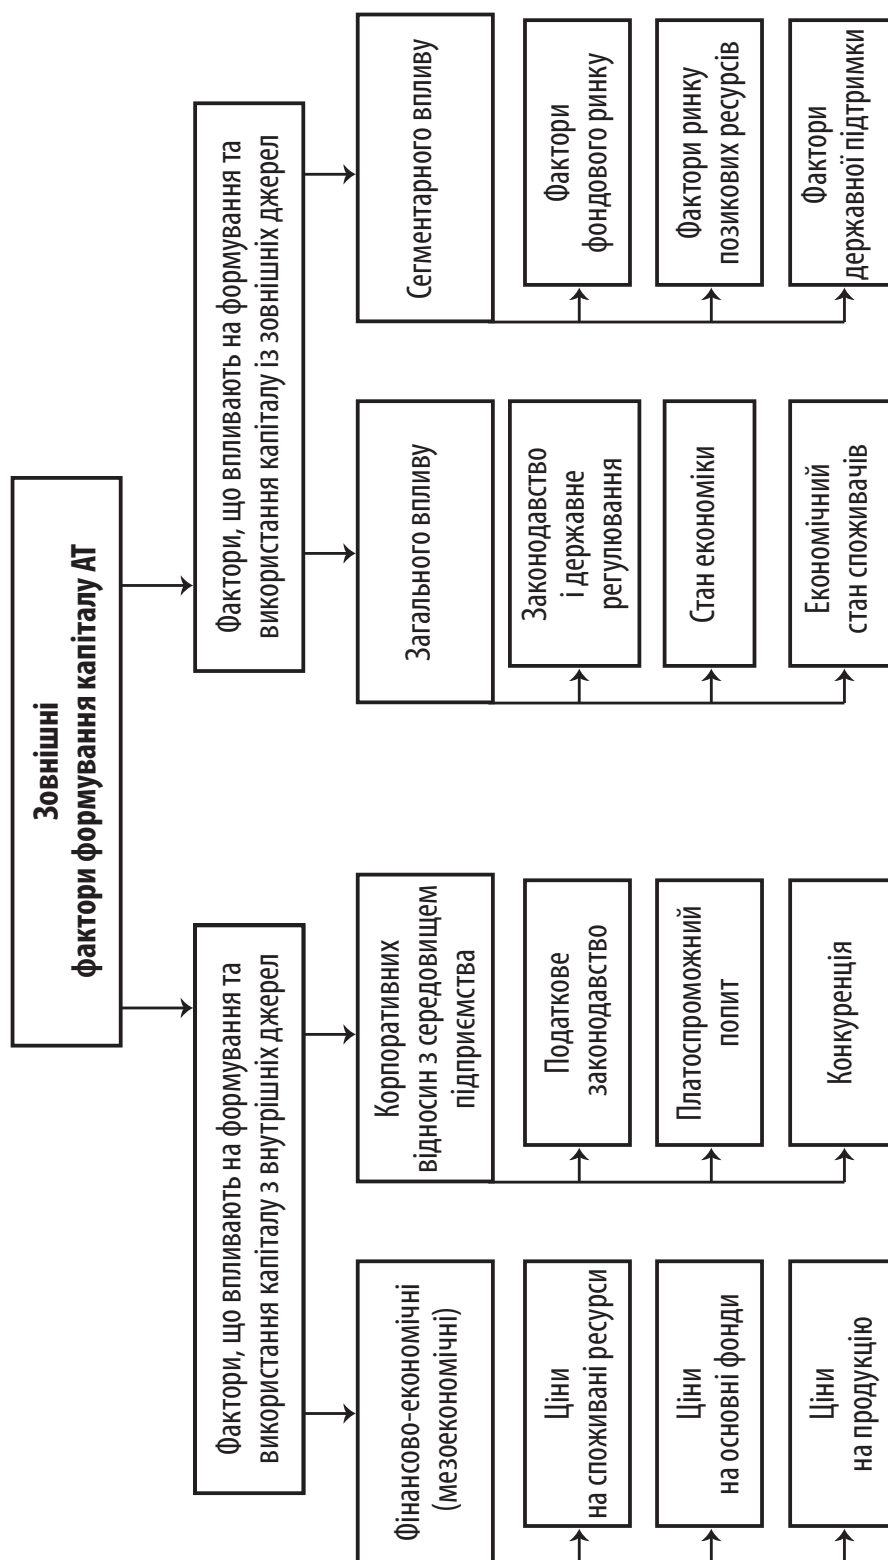 Зовнішні
фактори формування капіталу АТ
Фактори, що впливають на формування та
використання капіталу з внутрішніх джерел
Фактори, що впливають на формування та
використання капіталу із зовнішніх джерел
Фінансово-економічні
(мезоекономічні)
Корпоративних
відносин з середовищем
підприємства
Загального впливу
Сегментарного впливу
Ціни
на споживані ресурси
Податкове
законодавство
Законодавство
і державне
регулювання
Фактори
фондового ринку
Ціни
на основні фонди
Платоспроможний
попит
Стан економіки
Фактори ринку
позикових ресурсів
Ціни
на продукцію
Конкуренція
Економічний
стан споживачів
Фактори
державної підтримки